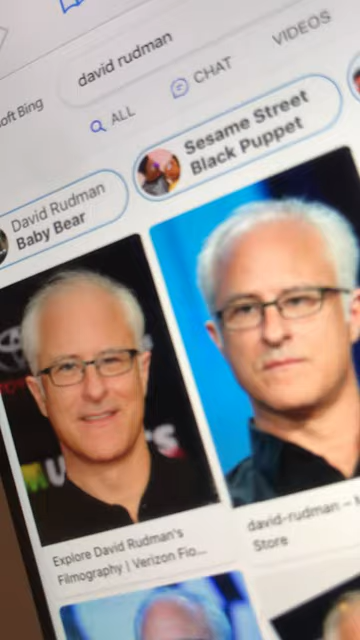 david rudman
soft Bing
ALL
CHAT
VIDEOS
David Rudman
Baby Bear
Sesame Street
Black Puppet
Explore David Rudman's
Filmography | Verizon Fio...
david-rudman –
Store